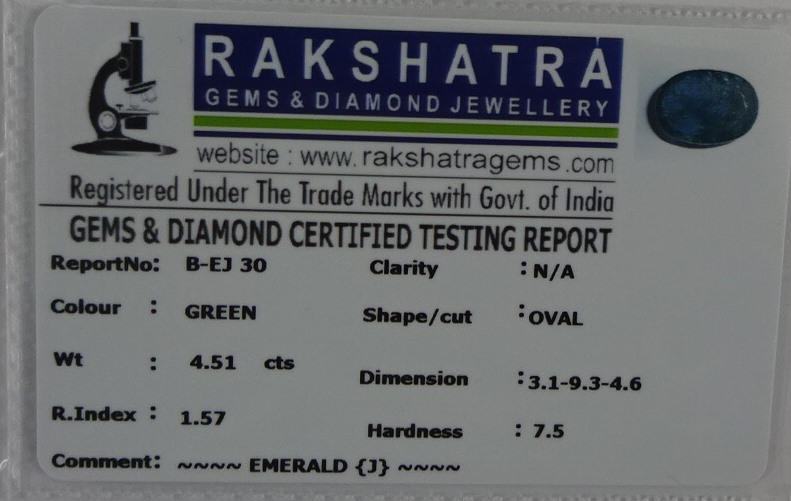 RAKSHATRA
GEMS & DIAMOND JEWELLERY
website : www.rakshatragems.com
Registered Under The Trade Marks with Govt. of India
GEMS & DIAMOND CERTIFIED TESTING REPORT
ReportNo: B-EJ 30 Clarity : N/A
Colour : GREEN Shape/cut : OVAL
Wt : 4.51 cts Dimension : 3.1-9.3-4.6
R.Index : 1.57 Hardness : 7.5
Comment: ~~~~ EMERALD {J} ~~~~